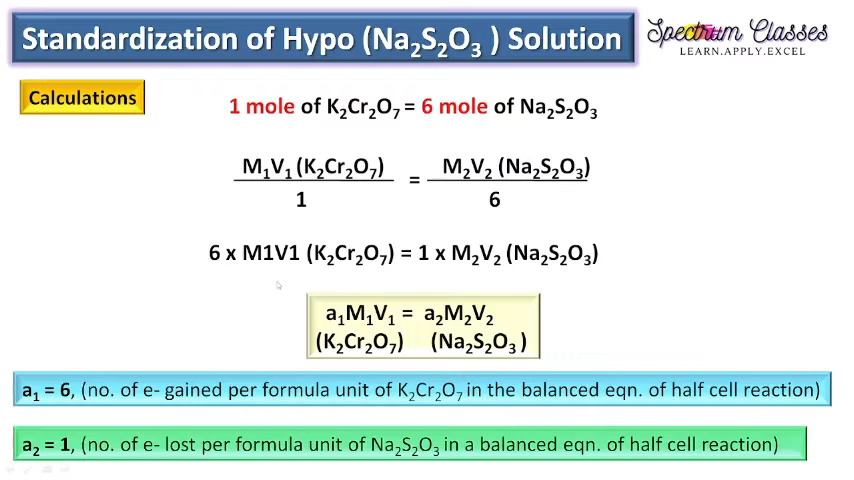 Standardization of Hypo (Na₂S₂O₃ ) Solution
Spectrum Classes
LEARN.APPLY.EXCEL
Calculations
1 mole of K₂Cr₂O₇ = 6 mole of Na₂S₂O₃
M₁V₁ (K₂Cr₂O₇) = M₂V₂ (Na₂S₂O₃)
1 6
6 x M1V1 (K₂Cr₂O₇) = 1 x M₂V₂ (Na₂S₂O₃)
a₁M₁V₁ = a₂M₂V₂
(K₂Cr₂O₇) (Na₂S₂O₃ )
a₁ = 6, (no. of e- gained per formula unit of K₂Cr₂O₇ in the balanced eqn. of half cell reaction)
a₂ = 1, (no. of e- lost per formula unit of Na₂S₂O₃ in a balanced eqn. of half cell reaction)